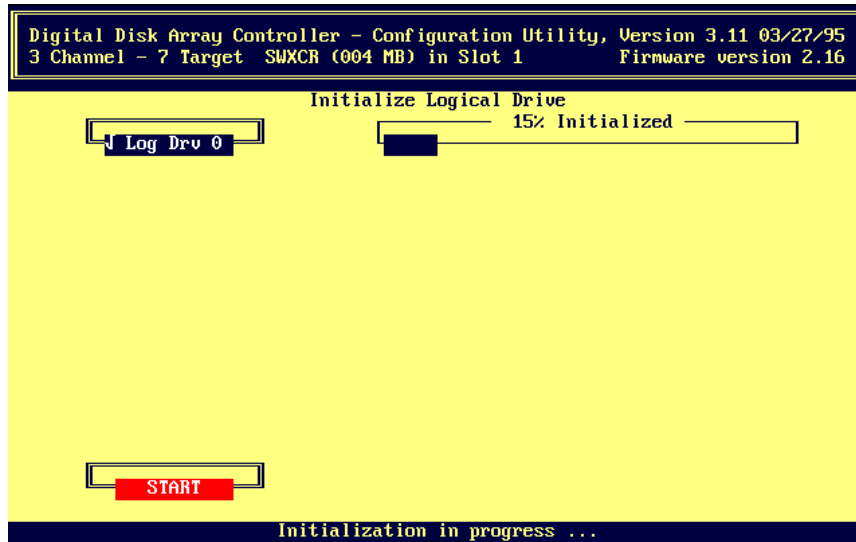 Digital Disk Array Controller – Configuration Utility, Version 3.11 03/27/95
3 Channel – 7 Target SWXCR (004 MB) in Slot 1 Firmware version 2.16
Initialize Logical Drive
15% Initialized
√ Log Drv 0
START
Initialization in progress ...